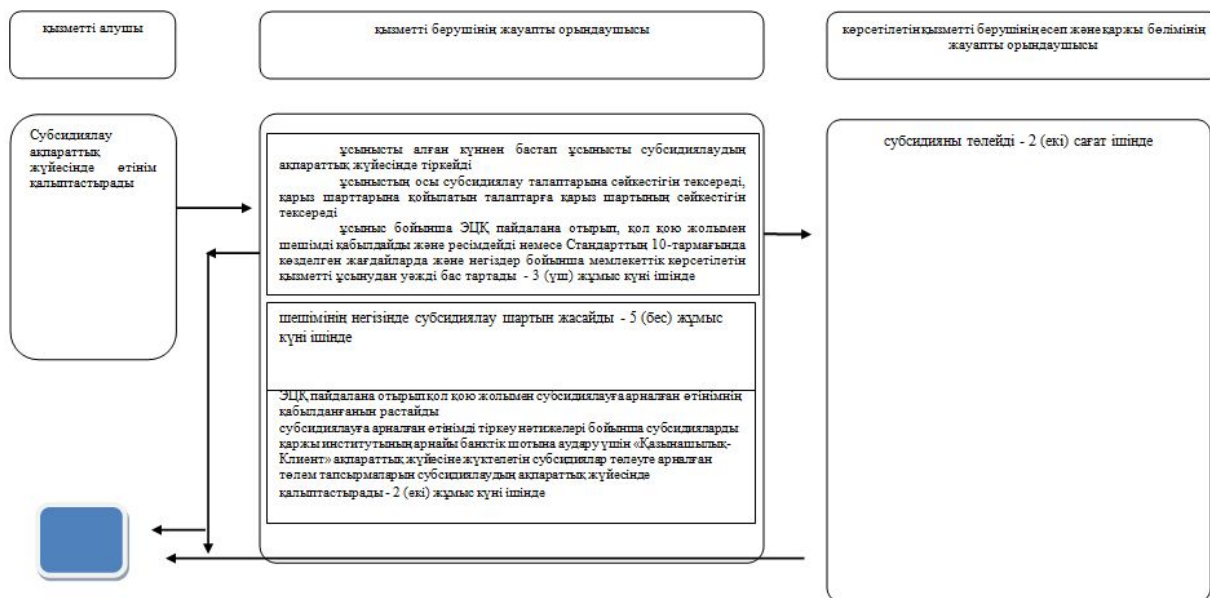 қызметті алушы
қызметті берушінің жауапты орындаушысы
көрсетілетін қызметті берушінің есеп және қаржы бөлімінің
жауапты орындаушысы
Субсидиялау
ақпараттық
жүйесінде өтінім
қалыптастырады
ұсынысты алған күннен бастап ұсынысты субсидиялаудың
ақпараттық жүйесінде тіркейді
ұсыныстың осы субсидиялау талаптарына сәйкестігін тексереді,
қарыз шарттарына қойылатын талаптарға қарыз шартының сәйкестігін
тексереді
ұсыныс бойынша ЭЦҚ пайдалана отырып, қол қою жолымен
шешімді қабылдайды және ресімдейді немесе Стандарттың 10-тармағында
көзделген жағдайларда және негіздер бойынша мемлекеттік көрсетілетін
қызметті ұсынудан уәжді бас тартады - 3 (үш) жұмыс күні ішінде
шешімінің негізінде субсидиялау шартын жасайды - 5 (бес) жұмыс
күні ішінде
ЭЦҚ пайдалана отырып қол қою жолымен субсидиялауға арналған өтінімнің
қабылданғанын растайды
субсидиялауға арналған өтінімді тіркеу нәтижелері бойынша субсидияларды
қаржы институтының арнайы банктік шотына аудару үшін «Қазынашылық-
Клиент» ақпараттық жүйесіне жүктелетін субсидиялар төлеуге арналған
төлем тапсырмаларын субсидиялаудың ақпараттық жүйесінде
қалыптастырады - 2 (екі) жұмыс күні ішінде
субсидияны төлейді - 2 (екі) сағат ішінде